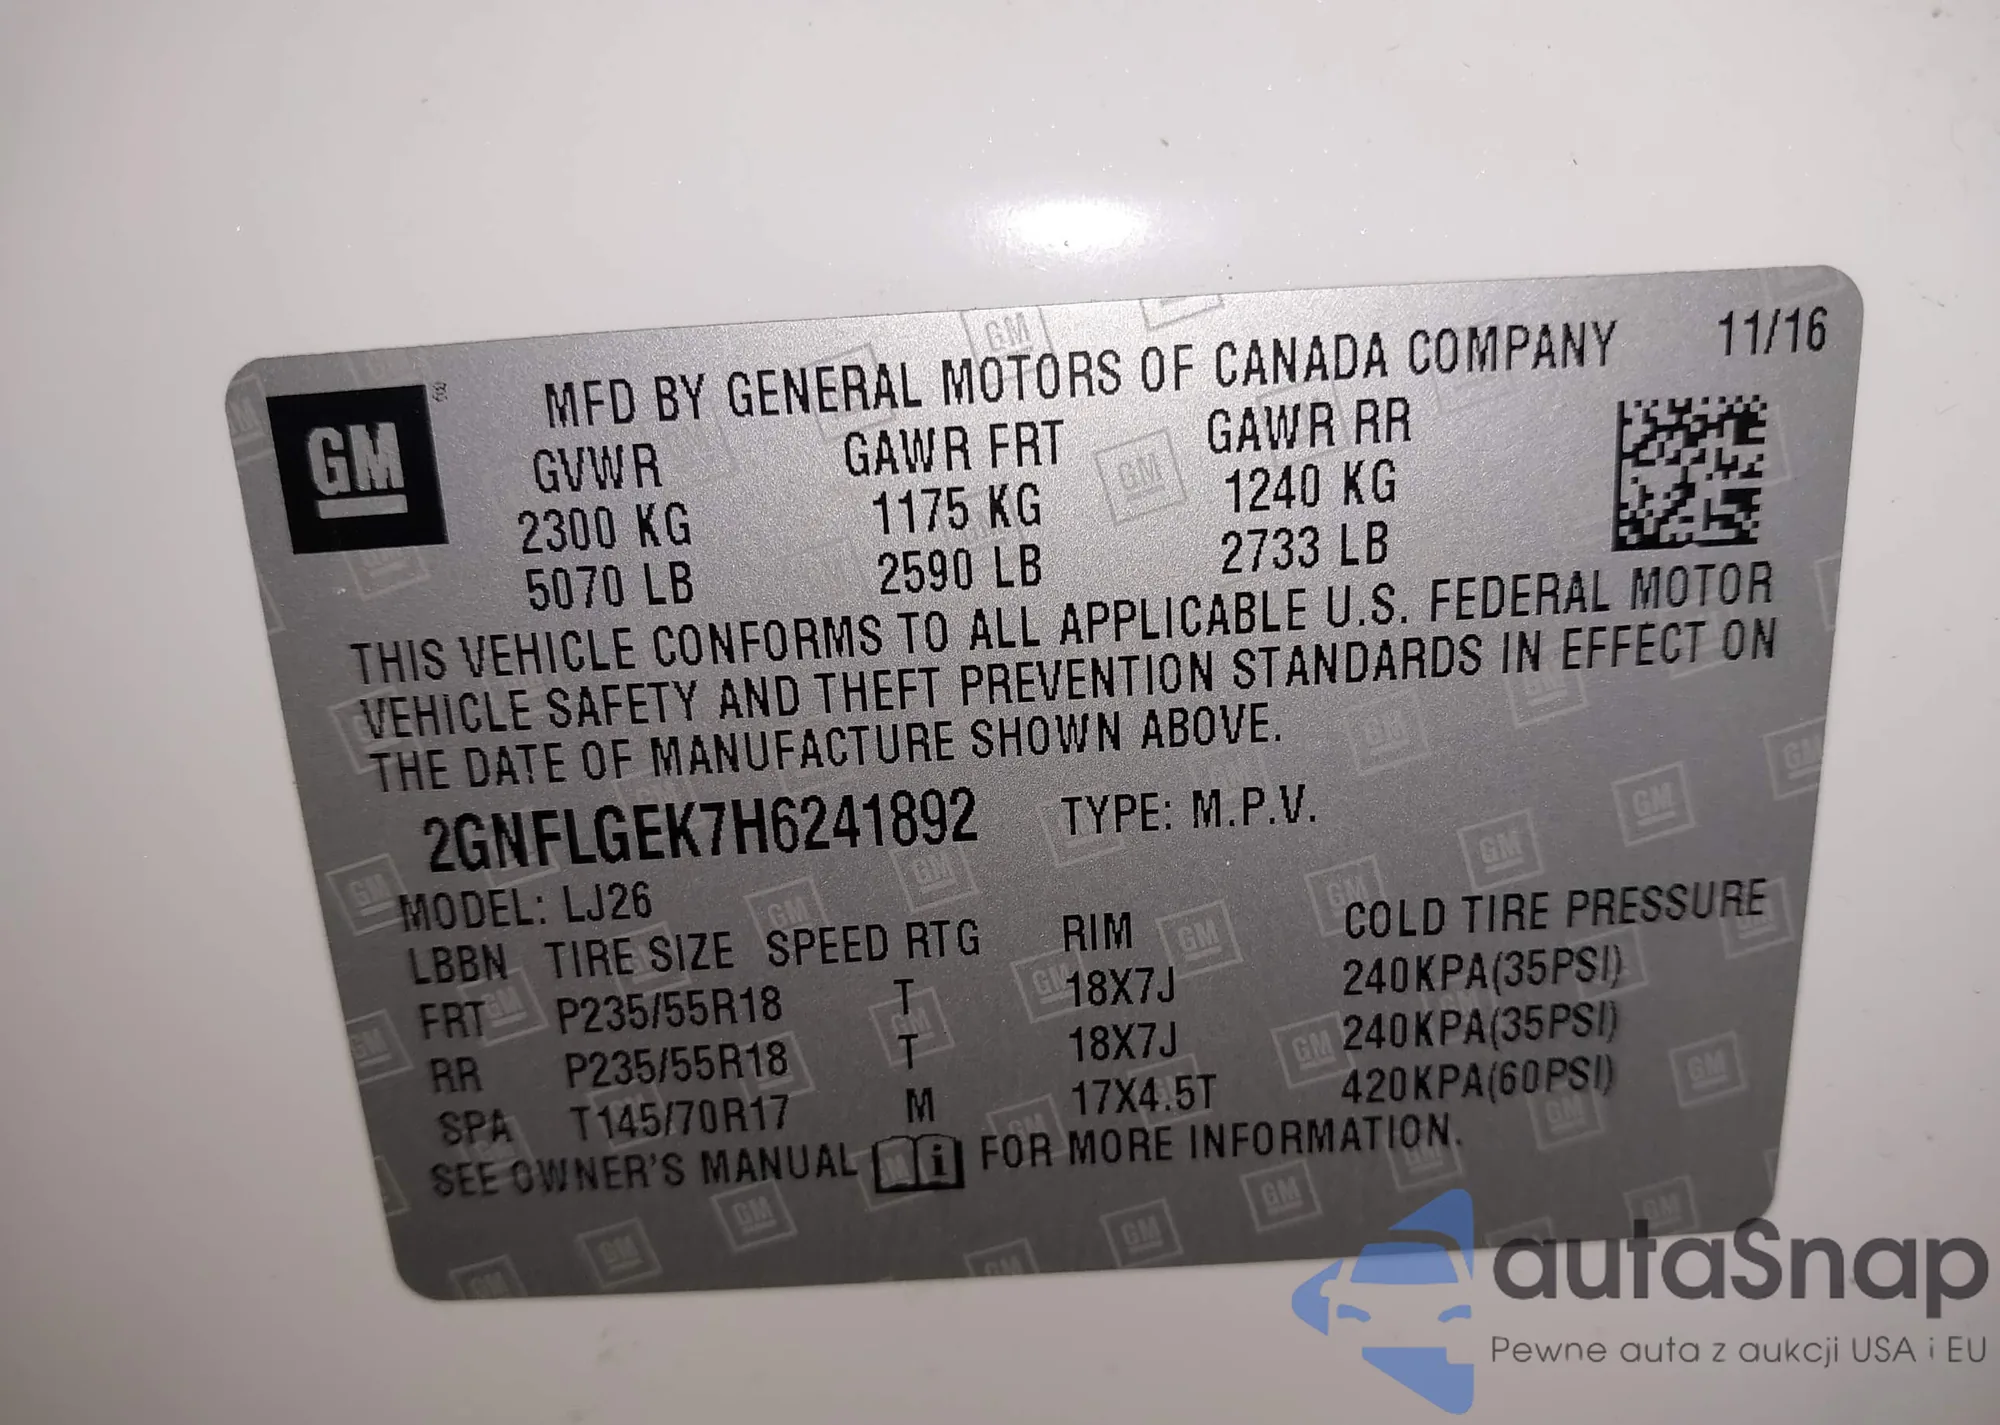 MFD BY GENERAL MOTORS OF CANADA COMPANY 11/16
GM
GVWR GAWR FRT GAWR RR
2300 KG 1175 KG 1240 KG
5070 LB 2590 LB 2733 LB
THIS VEHICLE CONFORMS TO ALL APPLICABLE U.S. FEDERAL MOTOR
VEHICLE SAFETY AND THEFT PREVENTION STANDARDS IN EFFECT ON
THE DATE OF MANUFACTURE SHOWN ABOVE.
2GNFLGEK7H6241892 TYPE: M.P.V.
MODEL: LJ26
LBBN TIRE SIZE SPEED RTG RIM COLD TIRE PRESSURE
FRT P235/55R18 T 18X7J 240KPA(35PSI)
RR P235/55R18 T 18X7J 240KPA(35PSI)
SPA T145/70R17 M 17X4.5T 420KPA(60PSI)
SEE OWNER'S MANUAL i FOR MORE INFORMATION.
autaSnap
Pewne auta z aukcji USA i EU